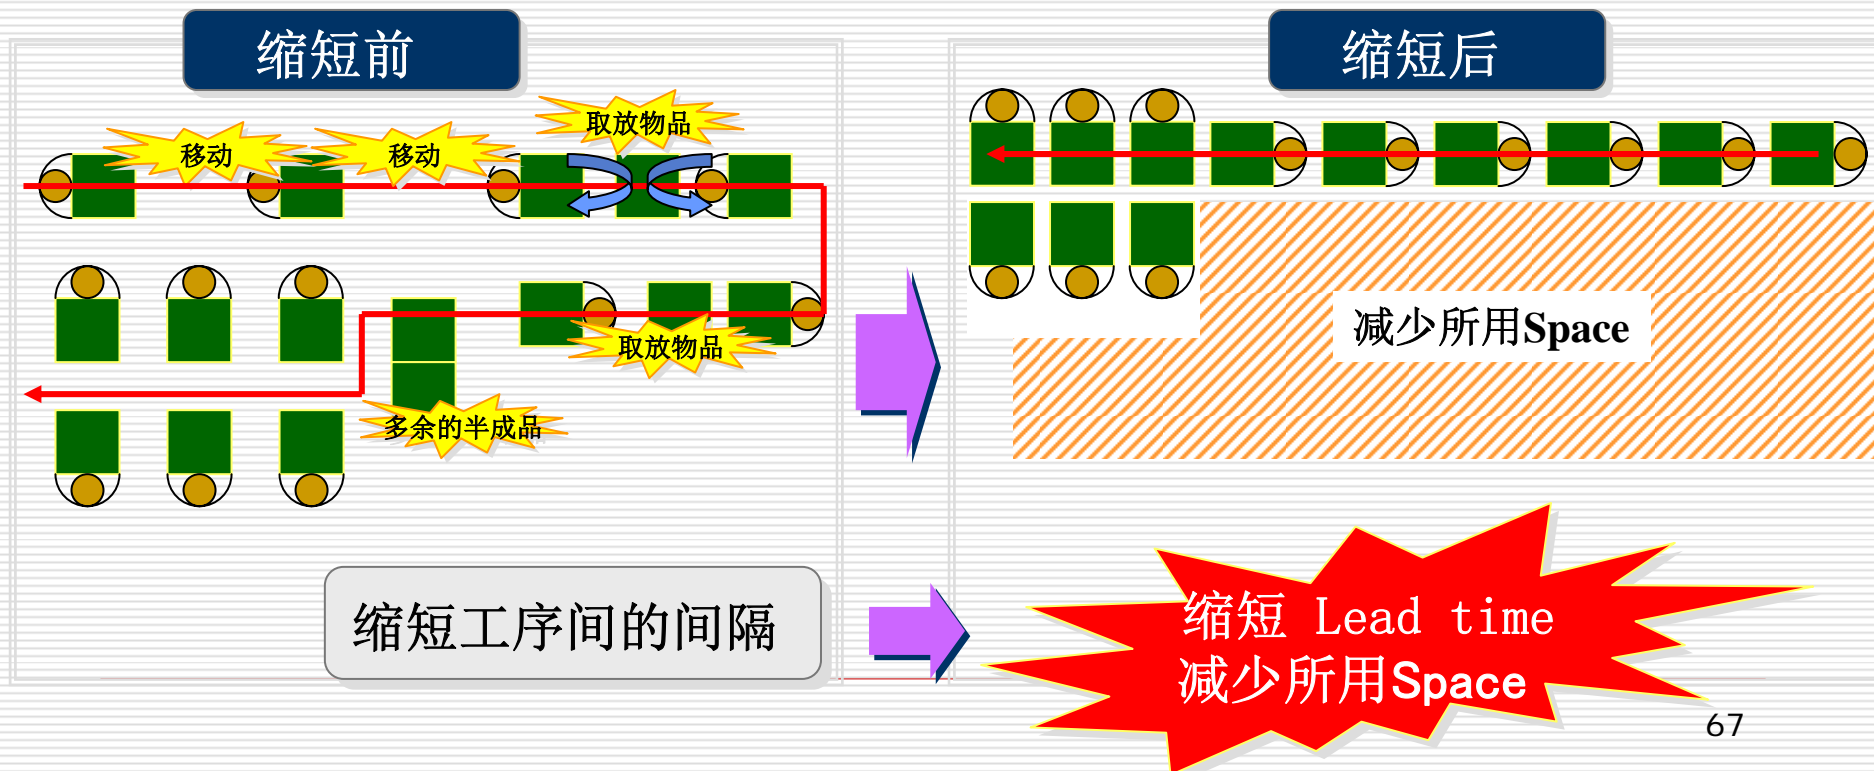 缩短前
缩短后
取放物品
移动
移动
取放物品
减少所用Space
多余的半成品
缩短工序间的间隔
缩短 Lead time
减少所用Space
67